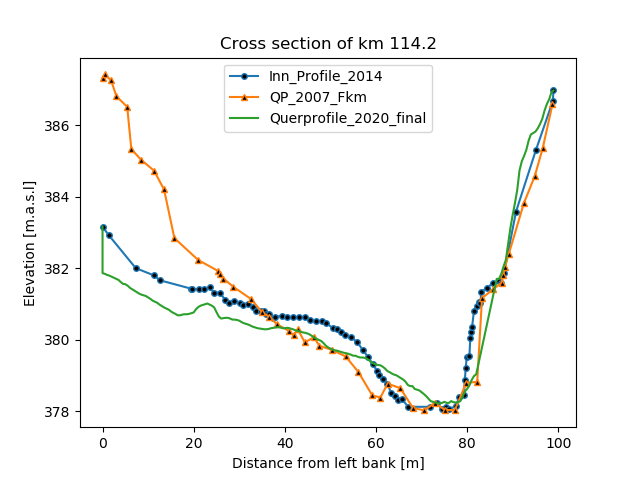 Cross section of km 114.2
Inn_Profile_2014
QP_2007_Fkm
Querprofile_2020_final
Elevation [m.a.s.l]
386
384
382
380
378
0 20 40 60 80 100
Distance from left bank [m]